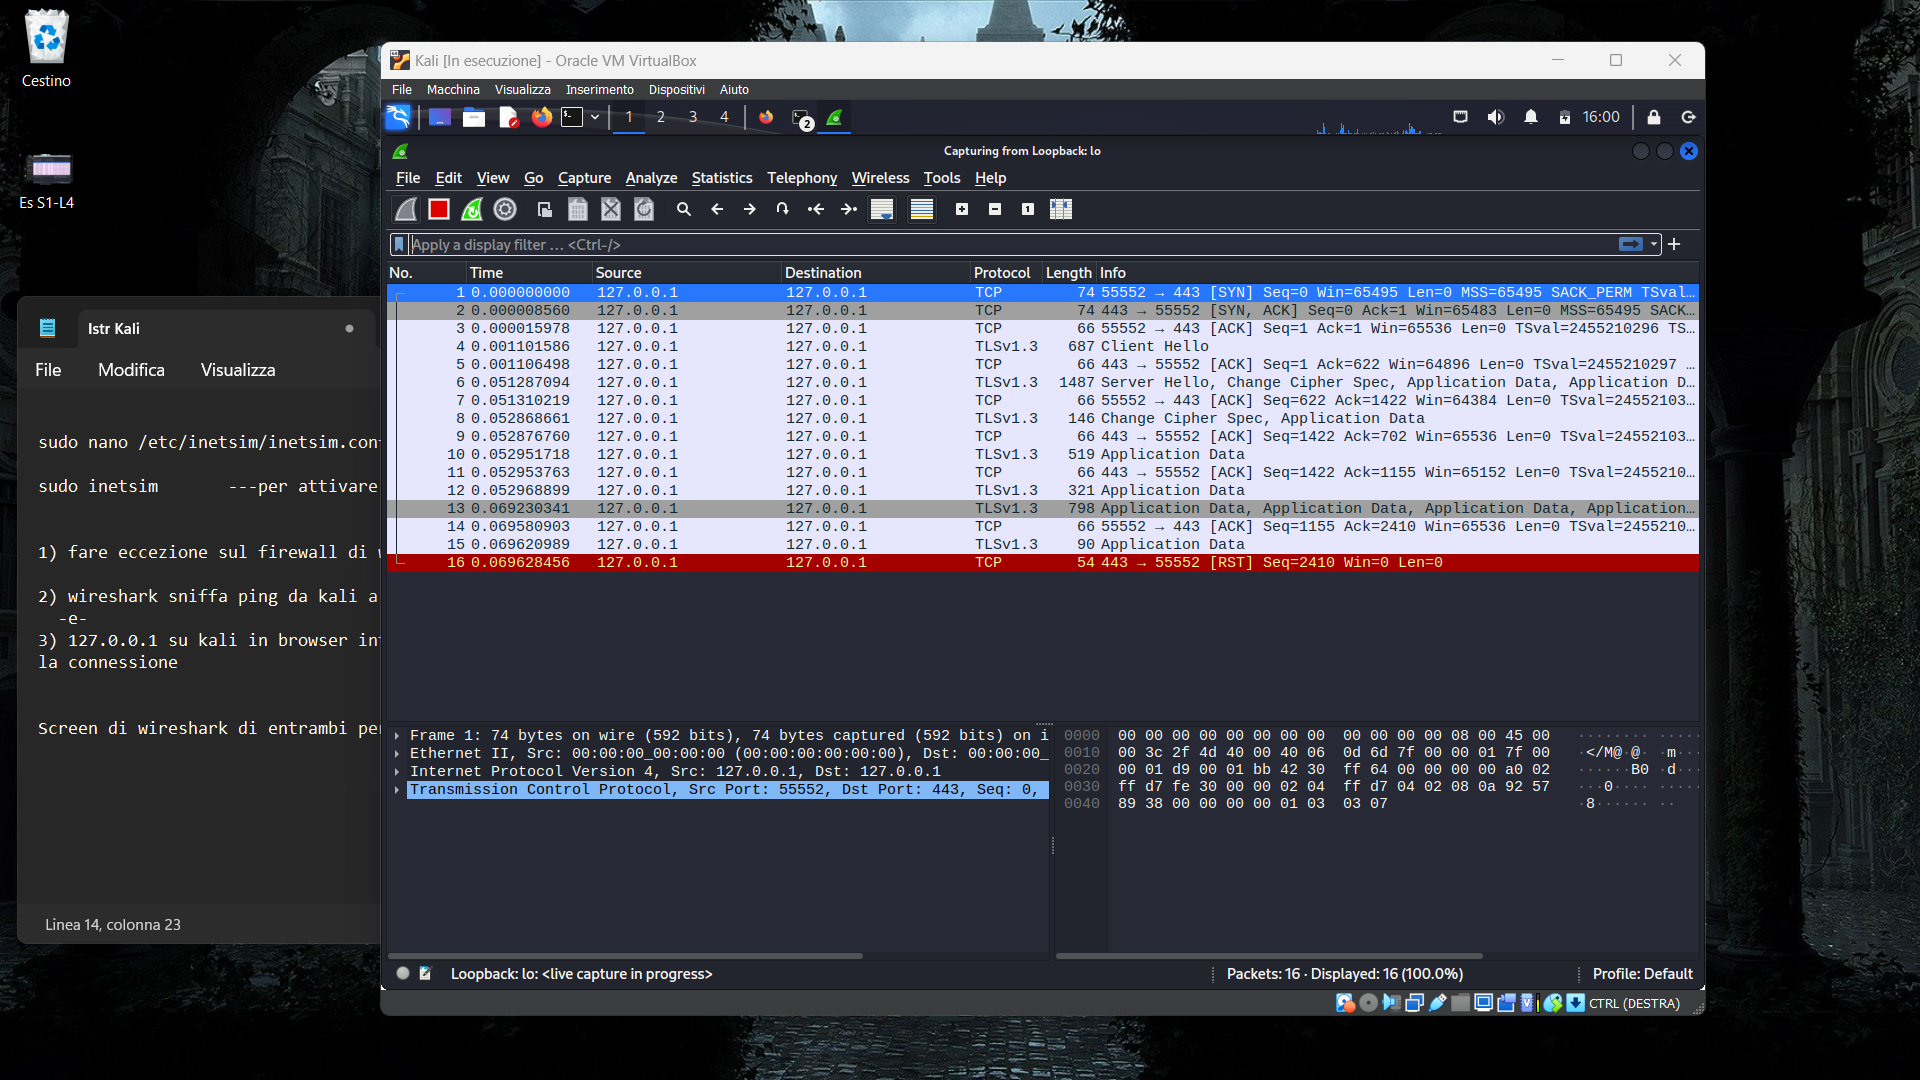 Cestino
Es S1-L4
Istr Kali
File Modifica Visualizza
sudo nano /etc/inetsim/inetsim.con
sudo inetsim ---per attivare
1) fare eccezione sul firewall di
2) wireshark sniffa ping da kali a
-e-
3) 127.0.0.1 su kali in browser in
la connessione
Screen di wireshark di entrambi pe
Linea 14, colonna 23
Kali [In esecuzione] - Oracle VM VirtualBox
File Macchina Visualizza Inserimento Dispositivi Aiuto
1 2 3 4 2 16:00
Capturing from Loopback: lo
File Edit View Go Capture Analyze Statistics Telephony Wireless Tools Help
Apply a display filter ... <Ctrl-/>
No. Time Source Destination Protocol Length Info
1 0.000000000 127.0.0.1 127.0.0.1 TCP 74 55552 → 443 [SYN] Seq=0 Win=65495 Len=0 MSS=65495 SACK_PERM TSval…
2 0.000008560 127.0.0.1 127.0.0.1 TCP 74 443 → 55552 [SYN, ACK] Seq=0 Ack=1 Win=65483 Len=0 MSS=65495 SACK…
3 0.000015978 127.0.0.1 127.0.0.1 TCP 66 55552 → 443 [ACK] Seq=1 Ack=1 Win=65536 Len=0 TSval=2455210296 TS…
4 0.001101586 127.0.0.1 127.0.0.1 TLSv1.3 687 Client Hello
5 0.001106498 127.0.0.1 127.0.0.1 TCP 66 443 → 55552 [ACK] Seq=1 Ack=622 Win=64896 Len=0 TSval=2455210297 …
6 0.051287094 127.0.0.1 127.0.0.1 TLSv1.3 1487 Server Hello, Change Cipher Spec, Application Data, Application D…
7 0.051310219 127.0.0.1 127.0.0.1 TCP 66 55552 → 443 [ACK] Seq=622 Ack=1422 Win=64384 Len=0 TSval=24552103…
8 0.052868661 127.0.0.1 127.0.0.1 TLSv1.3 146 Change Cipher Spec, Application Data
9 0.052876760 127.0.0.1 127.0.0.1 TCP 66 443 → 55552 [ACK] Seq=1422 Ack=702 Win=65536 Len=0 TSval=24552103…
10 0.052951718 127.0.0.1 127.0.0.1 TLSv1.3 519 Application Data
11 0.052953763 127.0.0.1 127.0.0.1 TCP 66 443 → 55552 [ACK] Seq=1422 Ack=1155 Win=65152 Len=0 TSval=2455210…
12 0.052968899 127.0.0.1 127.0.0.1 TLSv1.3 321 Application Data
13 0.069230341 127.0.0.1 127.0.0.1 TLSv1.3 798 Application Data, Application Data, Application Data, Application…
14 0.069580903 127.0.0.1 127.0.0.1 TCP 66 55552 → 443 [ACK] Seq=1155 Ack=2410 Win=65536 Len=0 TSval=2455210…
15 0.069620989 127.0.0.1 127.0.0.1 TLSv1.3 90 Application Data
16 0.069628456 127.0.0.1 127.0.0.1 TCP 54 443 → 55552 [RST] Seq=2410 Win=0 Len=0
Frame 1: 74 bytes on wire (592 bits), 74 bytes captured (592 bits) on i
Ethernet II, Src: 00:00:00_00:00:00 (00:00:00:00:00:00), Dst: 00:00:00_
Internet Protocol Version 4, Src: 127.0.0.1, Dst: 127.0.0.1
Transmission Control Protocol, Src Port: 55552, Dst Port: 443, Seq: 0,
0000 00 00 00 00 00 00 00 00 00 00 00 00 08 00 45 00
0010 00 3c 2f 4d 40 00 40 06 0d 6d 7f 00 00 01 7f 00 ·</M@·@· ·m······
0020 00 01 d9 00 01 bb 42 30 ff 64 00 00 00 00 a0 02 ······B0 ·d······
0030 ff d7 fe 30 00 00 02 04 ff d7 04 02 08 0a 92 57
0040 89 38 00 00 00 00 01 03 03 07 ·8······ ··
Loopback: lo: <live capture in progress>
Packets: 16 · Displayed: 16 (100.0%)
Profile: Default
CTRL (DESTRA)